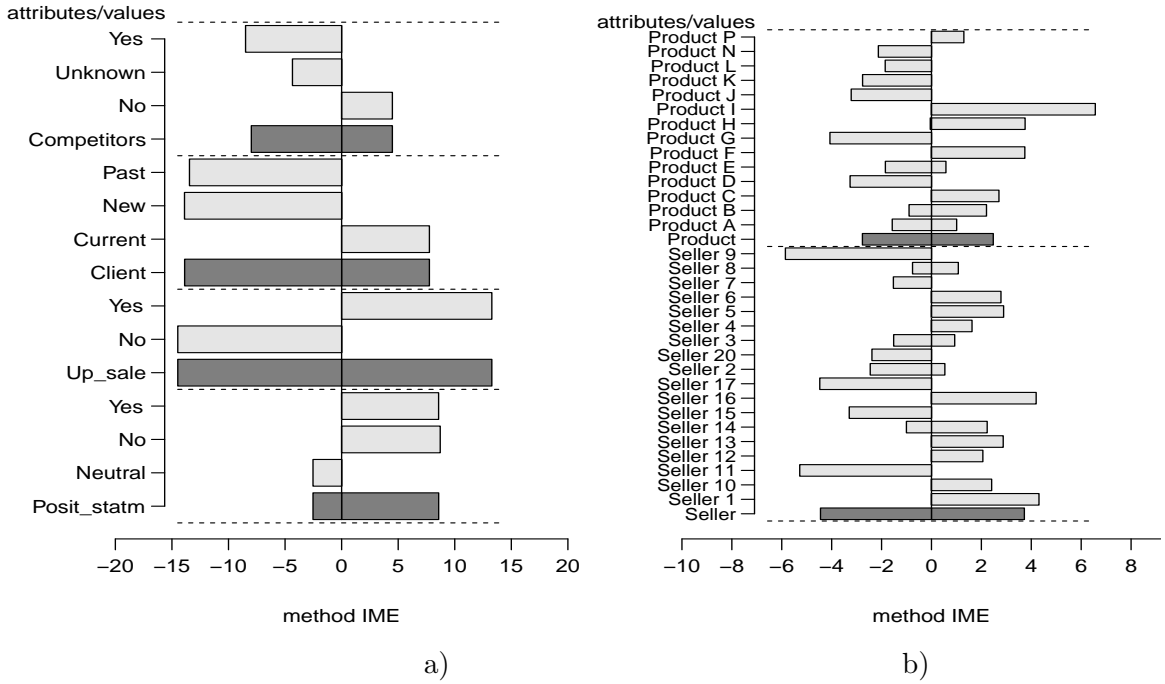 attributes/values
Yes
Unknown
No
Competitors
Past
New
Current
Client
Yes
No
Up_sale
Yes
No
Neutral
Posit_statm
−20 −15 −10 −5 0 5 10 15 20
method IME
a)
attributes/values
Product P
Product N
Product L
Product K
Product J
Product I
Product H
Product G
Product F
Product E
Product D
Product C
Product B
Product A
Product
Seller 9
Seller 8
Seller 7
Seller 6
Seller 5
Seller 4
Seller 3
Seller 20
Seller 2
Seller 17
Seller 16
Seller 15
Seller 14
Seller 13
Seller 12
Seller 11
Seller 10
Seller 1
Seller
−10 −8 −6 −4 −2 0 2 4 6 8
method IME
b)